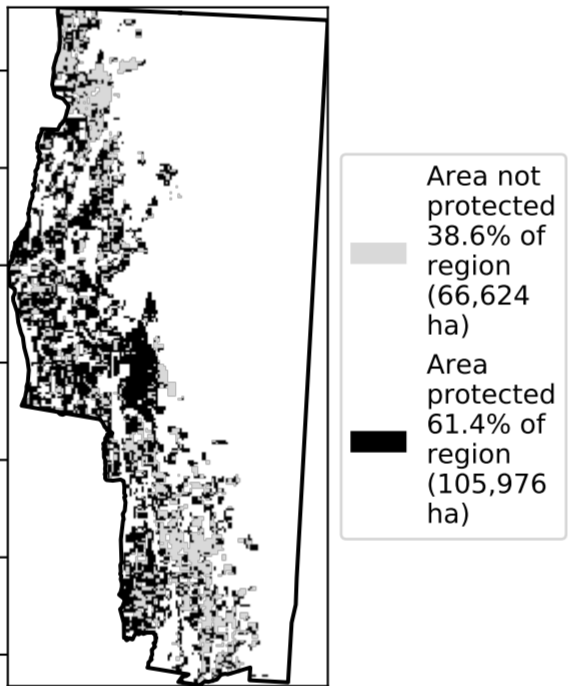 Area not
protected
38.6% of
region
(66,624
ha)
Area
protected
61.4% of
region
(105,976
ha)